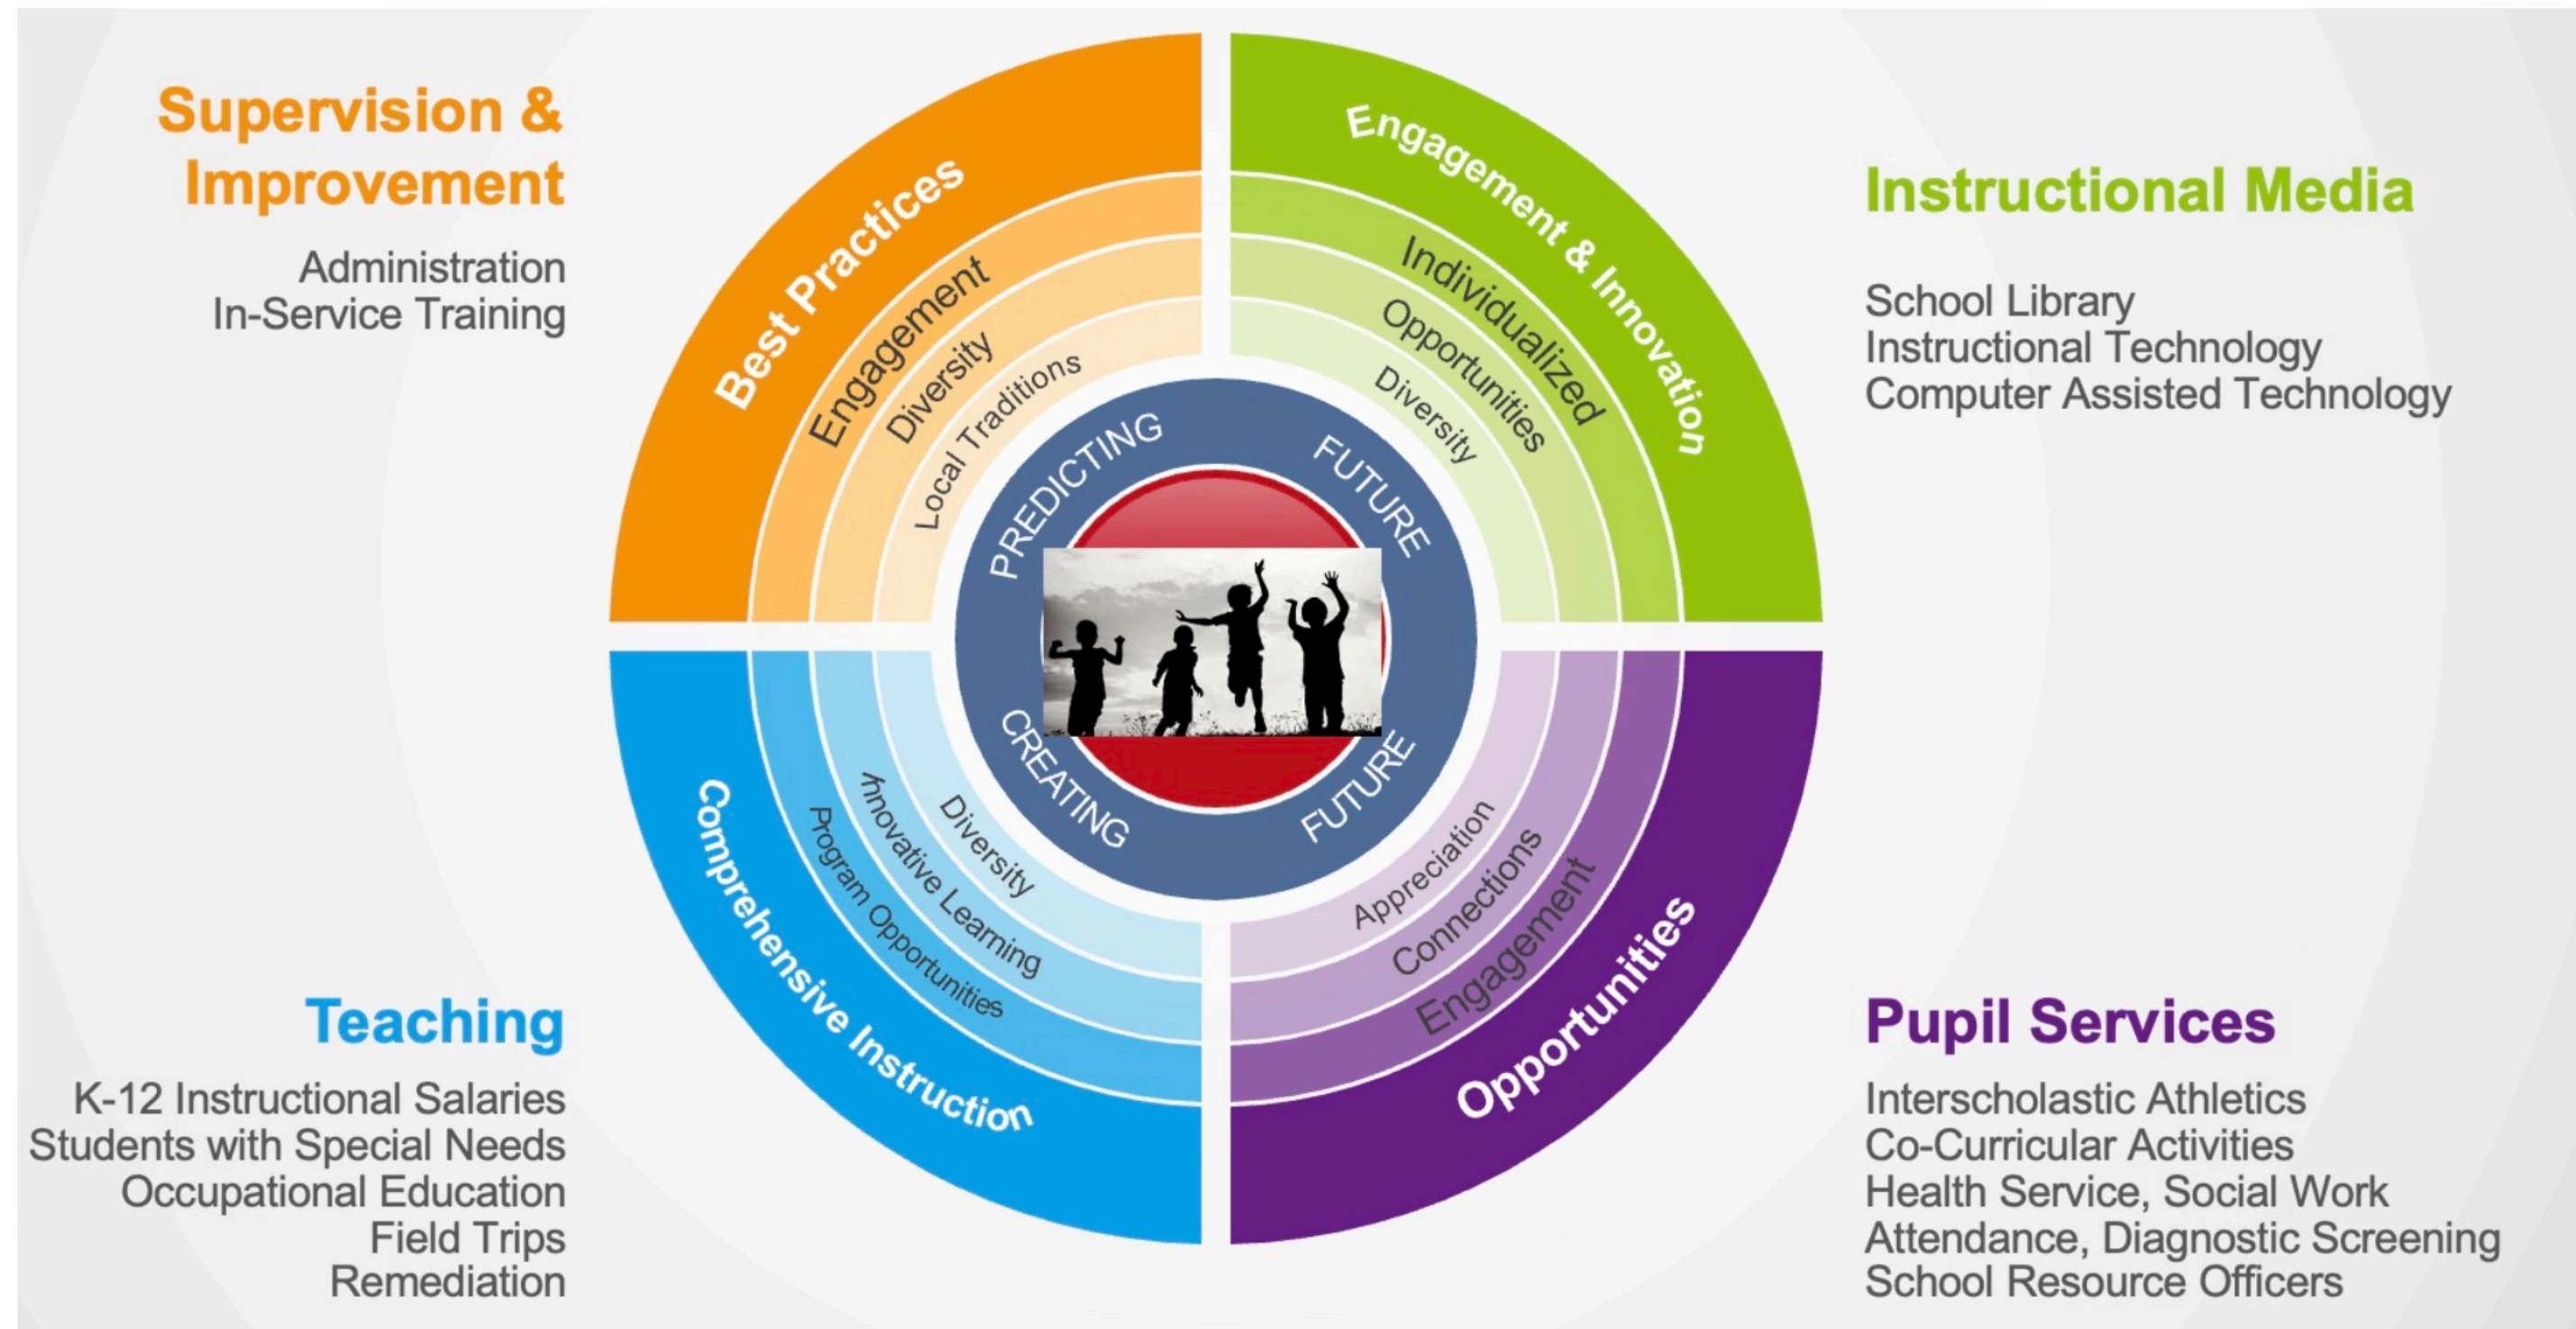 Supervision &
Improvement
Administration
In-Service Training
Best Practices
Engagement
Diversity
Local Traditions
Engagement & Innovation
Individualized
Opportunities
Diversity
Instructional Media
School Library
Instructional Technology
Computer Assisted Technology
PREDICTING
FUTURE
CREATING
FUTURE
Teaching
K-12 Instructional Salaries
Students with Special Needs
Occupational Education
Field Trips
Remediation
Comprehensive Instruction
Program Opportunities
Innovative Learning
Diversity
Appreciation
Connections
Engagement
Opportunities
Pupil Services
Interscholastic Athletics
Co-Curricular Activities
Health Service, Social Work
Attendance, Diagnostic Screening
School Resource Officers